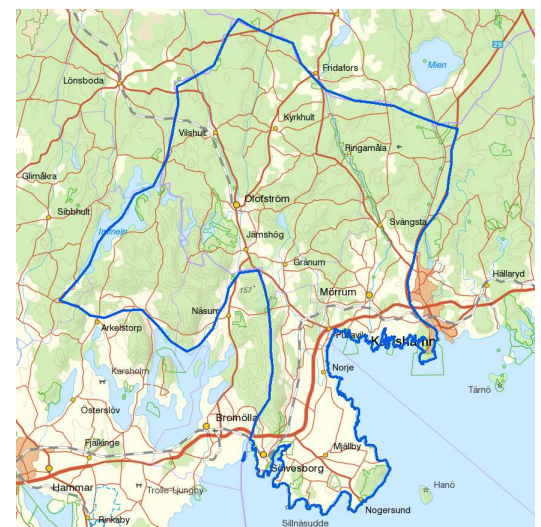 Fridafors
Mien
23
Lönsboda
Kyrkhult
Vilshult
Ringamåla
Glimåkra
Sibbhult
Olofström
Svängsta
Immeln
Jämshög
Gränum
Hällaryd
157
Mörrum
Arkelstorp
Näsum
Pukavik
Karlshamn
Karsholm
Norje
Tärnö
Österslöv
Bromölla
Fjälkinge
Mjällby
Sölvesborg
Hammar
Trolle-Ljungby
Hanö
Nogersund
Rinkaby
Sillnäsudde